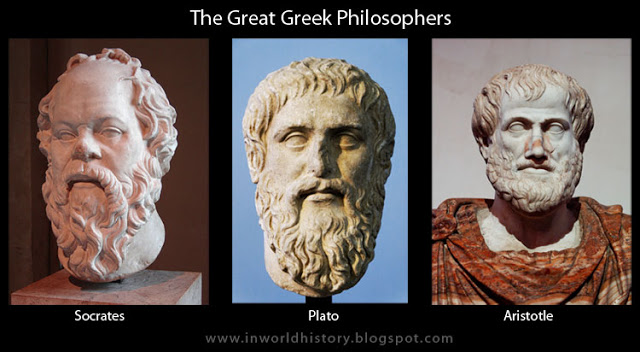 The Great Greek Philosophers
Socrates
Plato
Aristotle
www.inworldhistory.blogspot.com